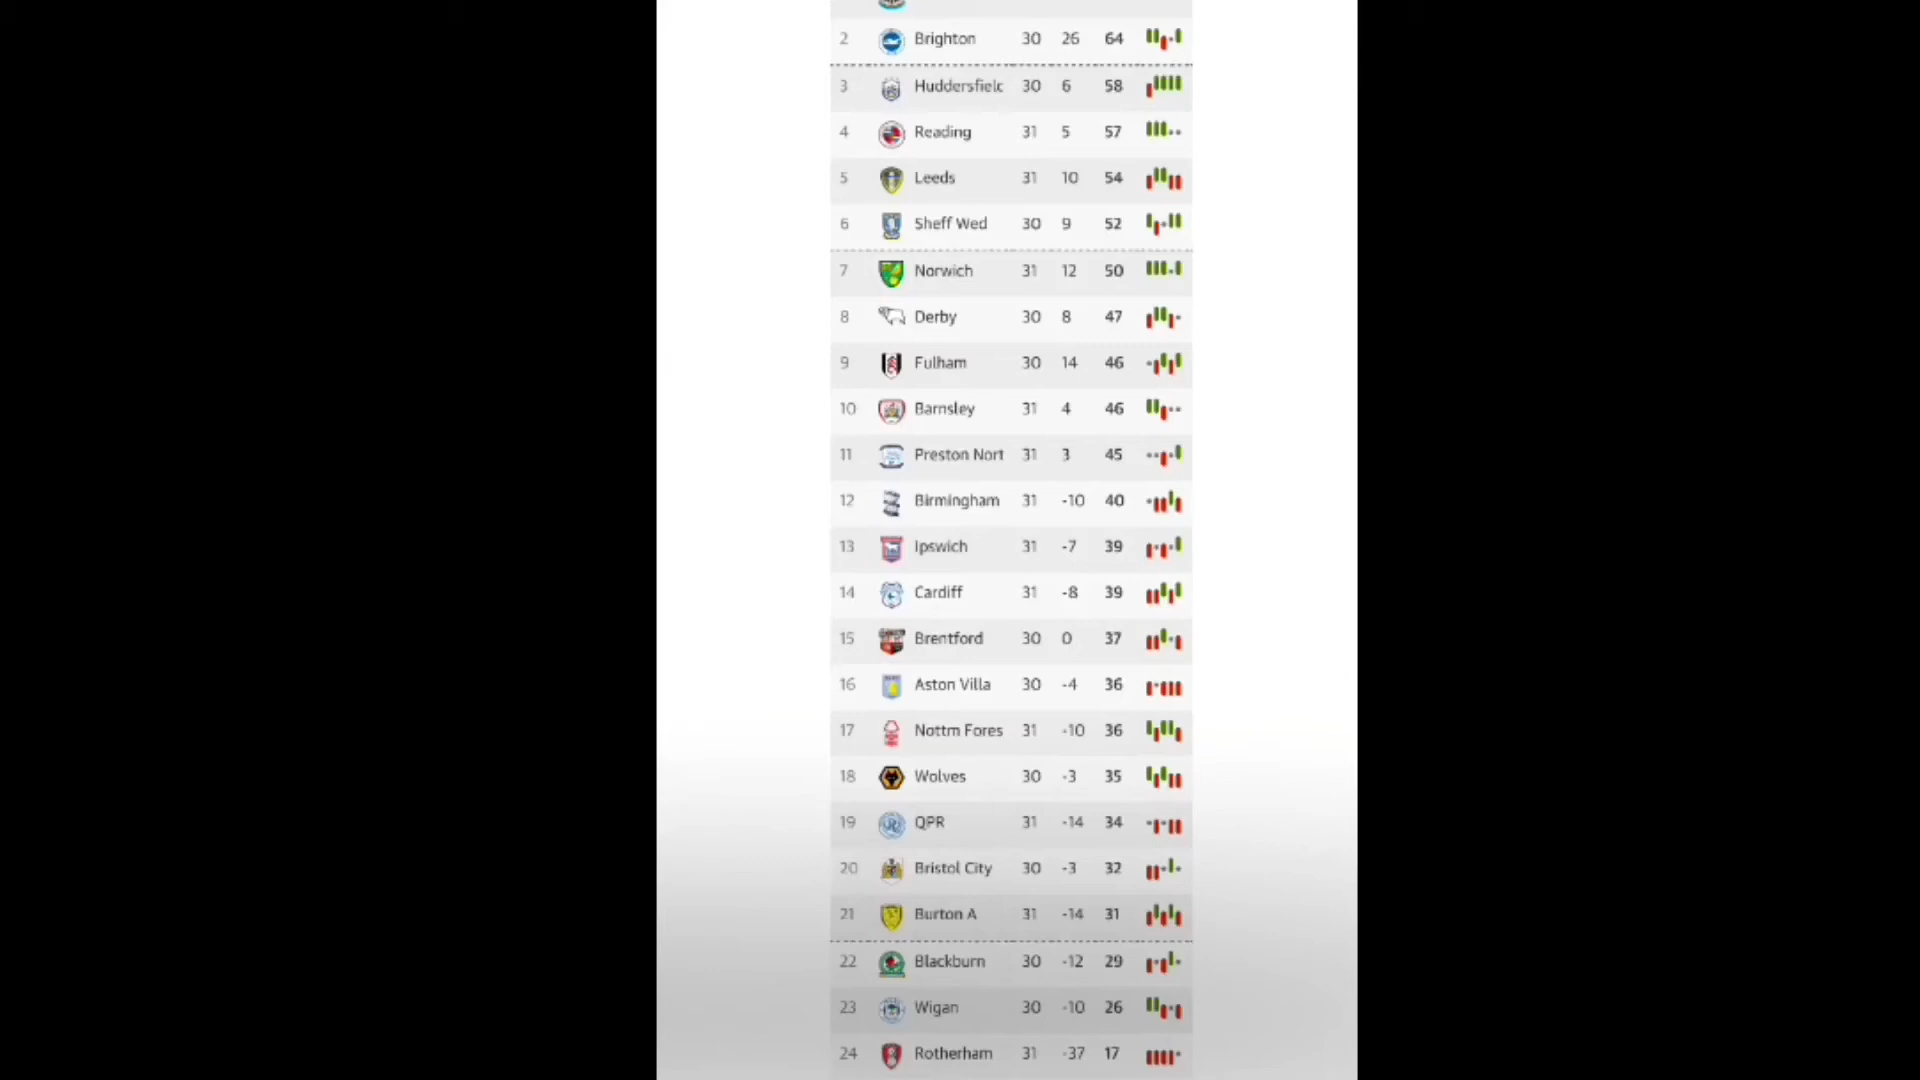 2 Brighton 30 26 64
3 Huddersfield 30 6 58
4 Reading 31 5 57
5 Leeds 31 10 54
6 Sheff Wed 30 9 52
7 Norwich 31 12 50
8 Derby 30 8 47
9 Fulham 30 14 46
10 Barnsley 31 4 46
11 Preston Nort 31 3 45
12 Birmingham 31 -10 40
13 Ipswich 31 -7 39
14 Cardiff 31 -8 39
15 Brentford 30 0 37
16 Aston Villa 30 -4 36
17 Nottm Fores 31 -10 36
18 Wolves 30 -3 35
19 QPR 31 -14 34
20 Bristol City 30 -3 32
21 Burton A 31 -14 31
22 Blackburn 30 -12 29
23 Wigan 30 -10 26
24 Rotherham 31 -37 17